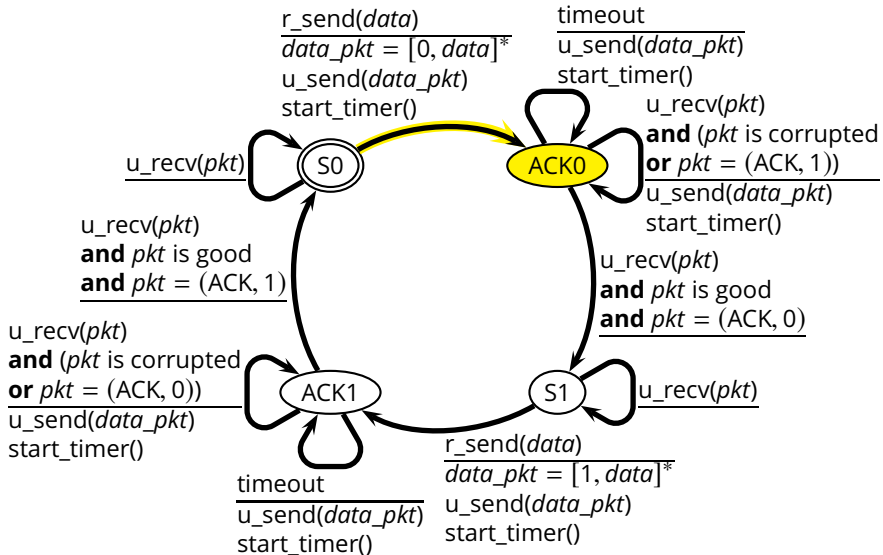 r_send(data)
data_pkt = [0, data]*
u_send(data_pkt)
start_timer()
timeout
u_send(data_pkt)
start_timer()
u_recv(pkt)
and (pkt is corrupted
or pkt = (ACK, 1))
u_send(data_pkt)
start_timer()
u_recv(pkt)
S0
ACK0
u_recv(pkt)
and pkt is good
and pkt = (ACK, 1)
u_recv(pkt)
and pkt is good
and pkt = (ACK, 0)
u_recv(pkt)
and (pkt is corrupted
or pkt = (ACK, 0))
u_send(data_pkt)
start_timer()
ACK1
S1
u_recv(pkt)
timeout
u_send(data_pkt)
start_timer()
r_send(data)
data_pkt = [1, data]*
u_send(data_pkt)
start_timer()